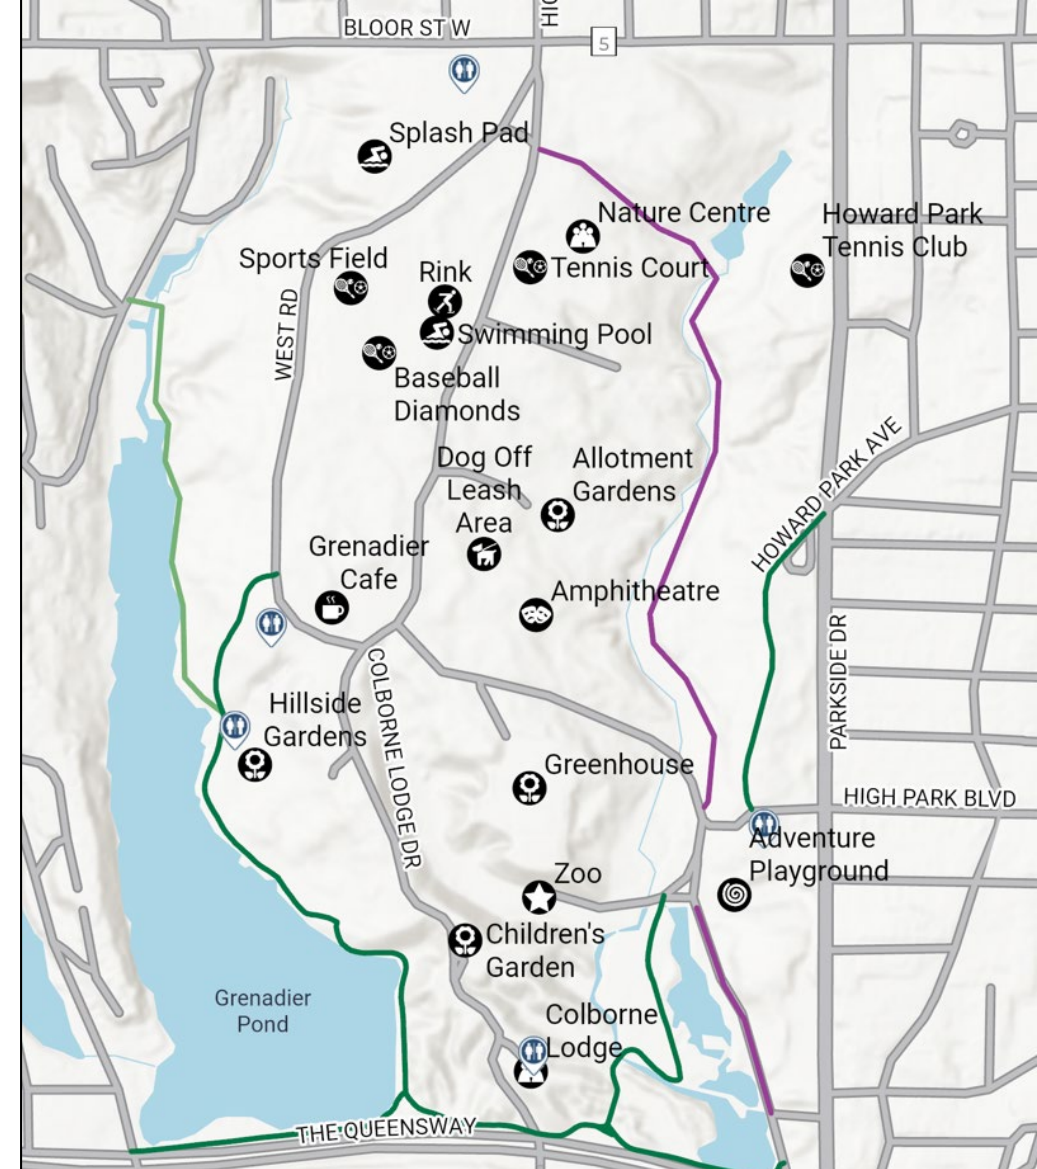 BLOOR ST W
5
Splash Pad
Nature Centre
Howard Park
Tennis Club
Sports Field
Rink
Tennis Court
WEST RD
Swimming Pool
Baseball
Diamonds
HOWARD PARK AVE
Dog Off
Leash
Area
Allotment
Gardens
Grenadier
Cafe
Amphitheatre
PARKSIDE DR
COLBORNE LODGE DR
Hillside
Gardens
Greenhouse
HIGH PARK BLVD
Adventure
Playground
Zoo
Children's
Garden
Grenadier
Pond
Colborne
Lodge
THE QUEENSWAY